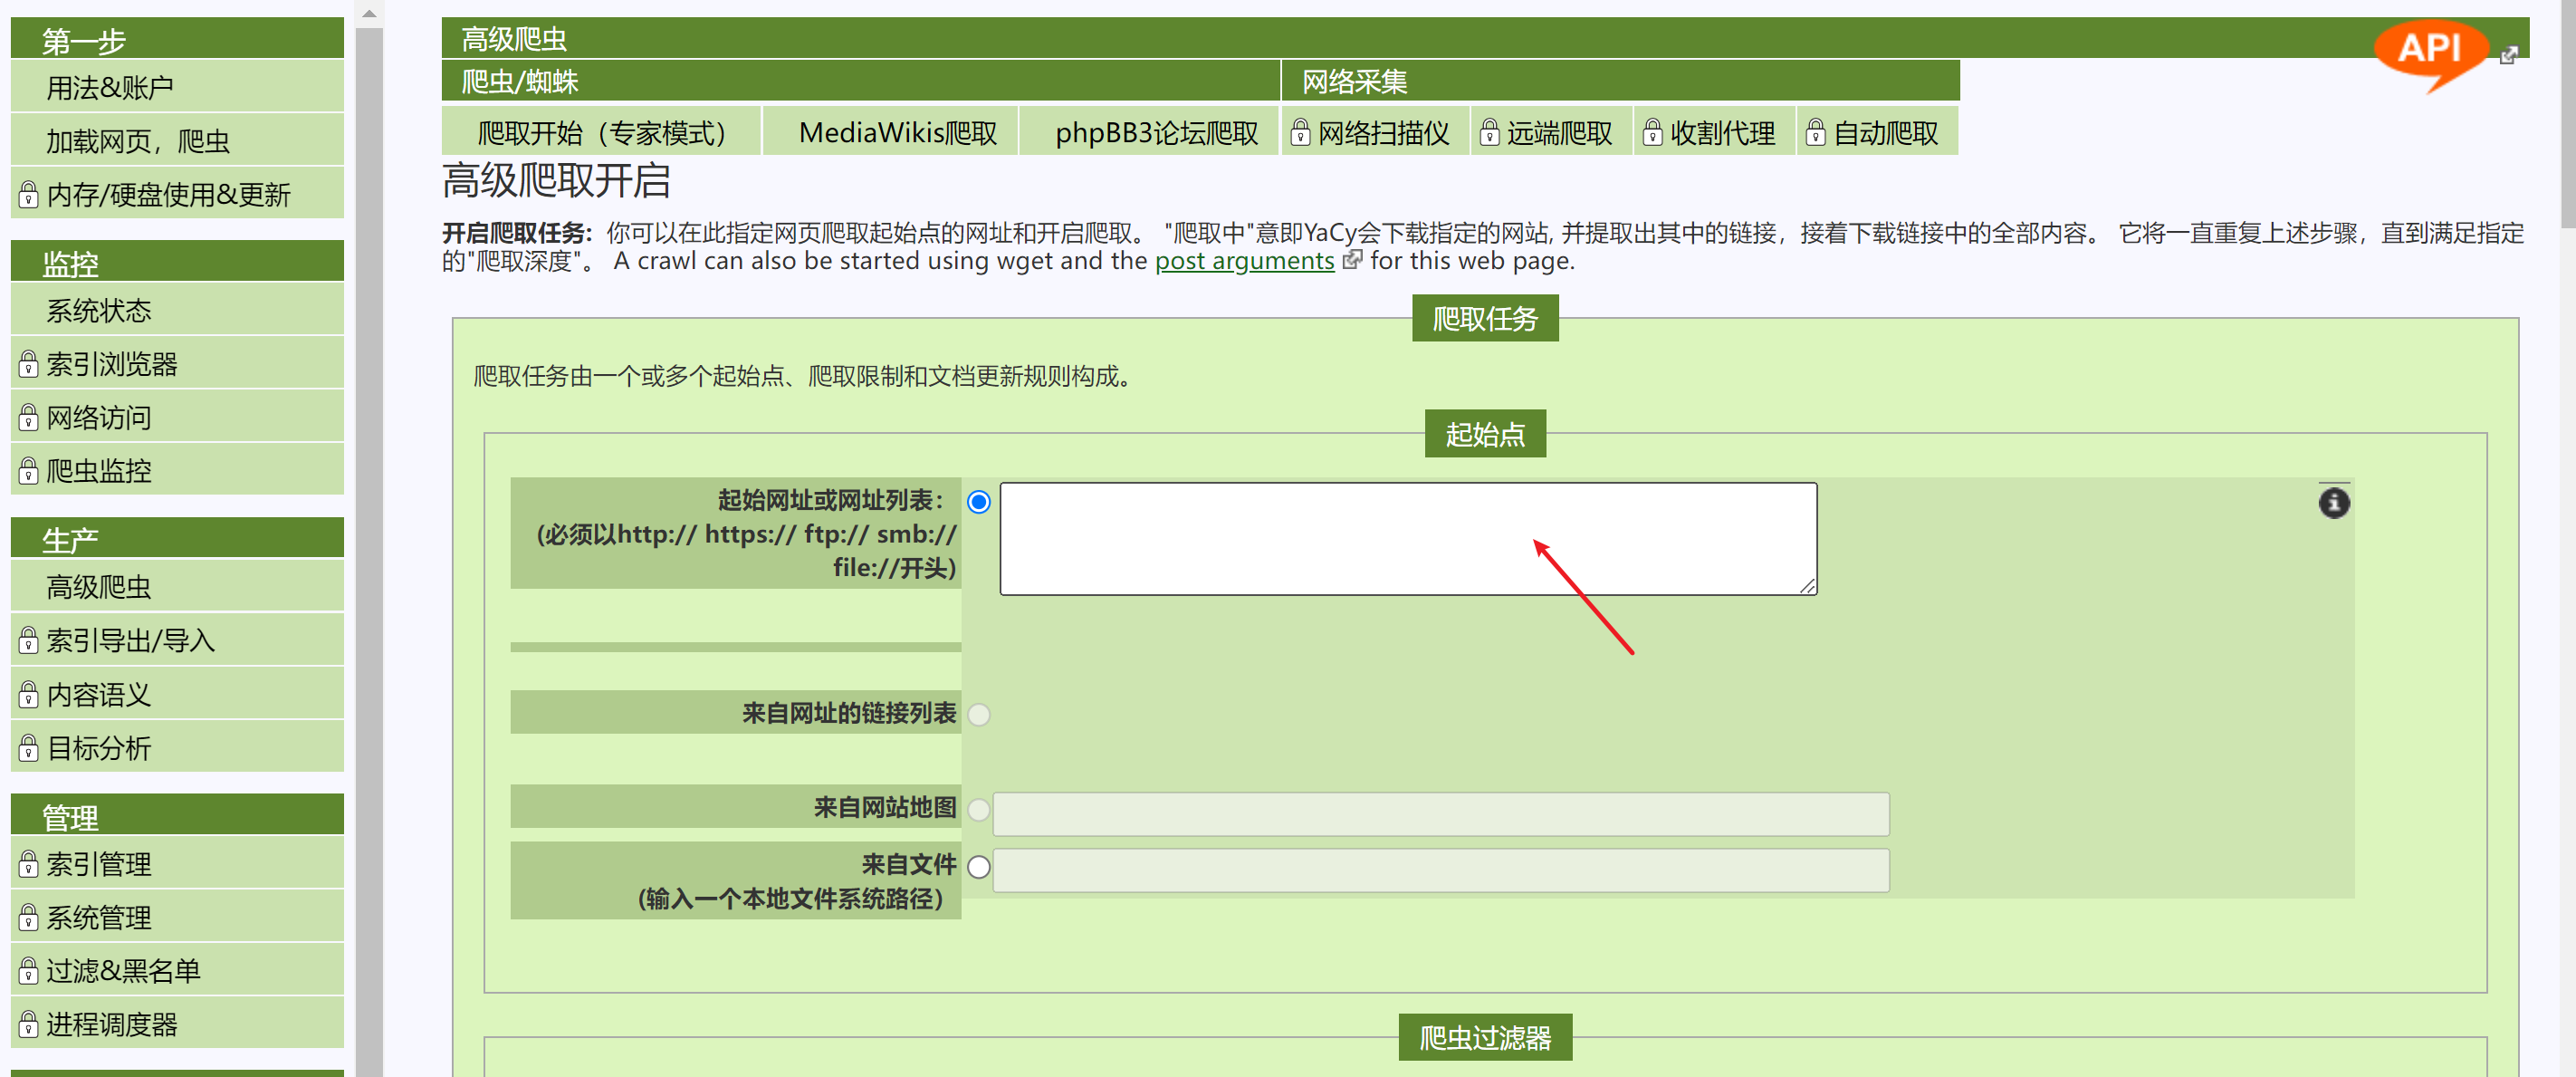 第一步
用法&账户
加载网页，爬虫
内存/硬盘使用&更新
监控
系统状态
索引浏览器
网络访问
爬虫监控
生产
高级爬虫
索引导出/导入
内容语义
目标分析
管理
索引管理
系统管理
过滤&黑名单
进程调度器
高级爬虫
API
爬虫/蜘蛛
网络采集
爬取开始（专家模式）
MediaWikis爬取
phpBB3论坛爬取
网络扫描仪
远端爬取
收割代理
自动爬取
高级爬取开启
开启爬取任务: 你可以在此指定网页爬取起始点的网址和开启爬取。 "爬取中"意即YaCy会下载指定的网站, 并提取出其中的链接，接着下载链接中的全部内容。 它将一直重复上述步骤，直到满足指定
的"爬取深度"。 A crawl can also be started using wget and the post arguments for this web page.
爬取任务
爬取任务由一个或多个起始点、爬取限制和文档更新规则构成。
起始点
起始网址或网址列表：
(必须以http:// https:// ftp:// smb://
file://开头)
来自网址的链接列表
来自网站地图
来自文件
(输入一个本地文件系统路径）
爬虫过滤器